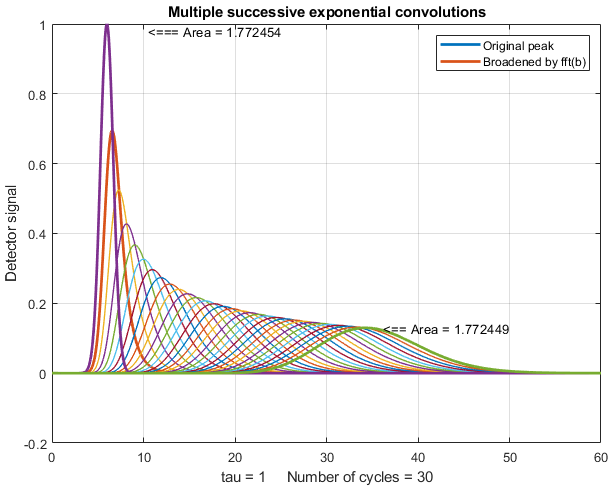 Multiple successive exponential convolutions
1
<=== Area = 1.772454
Original peak
Broadened by fft(b)
0.8
0.6
0.4
0.2
<== Area = 1.772449
0
-0.2
Detector signal
0
10
20
30
40
50
60
tau = 1 Number of cycles = 30